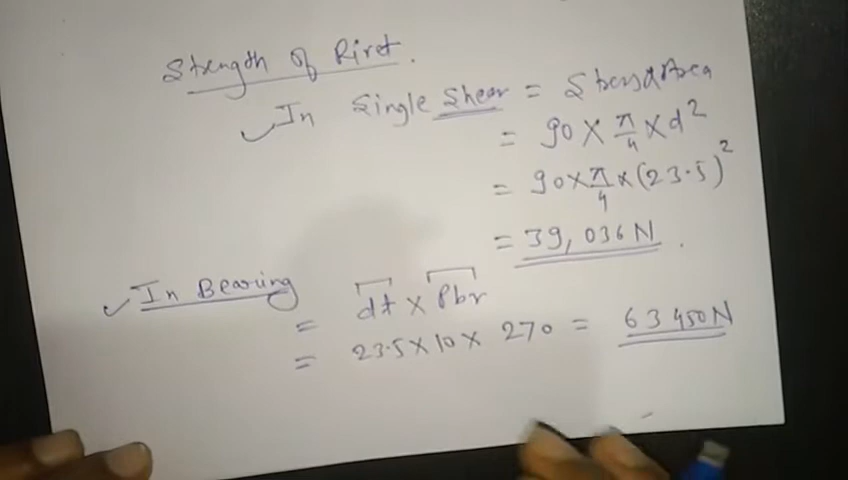 Strength of Rivet.
In Single Shear = Stress x Area
= 90 × π/4 × d²
= 90 × π/4 × (23.5)²
= 39,036 N.
In Bearing
= dt × Pbr
= 23.5 × 10 × 270 = 63450N